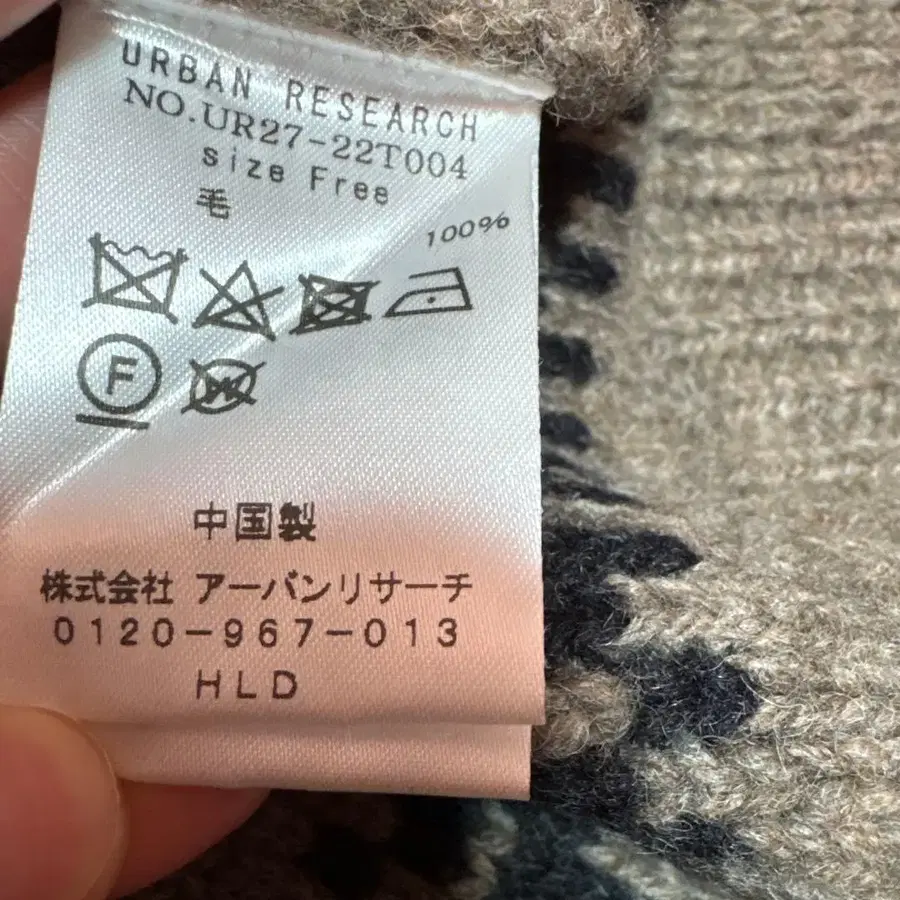 URBAN RESEARCH
NO.UR27-22T004
size Free
毛
100%
F
W
中国製
株式会社 アーバンリサーチ
0120-967-013
HLD